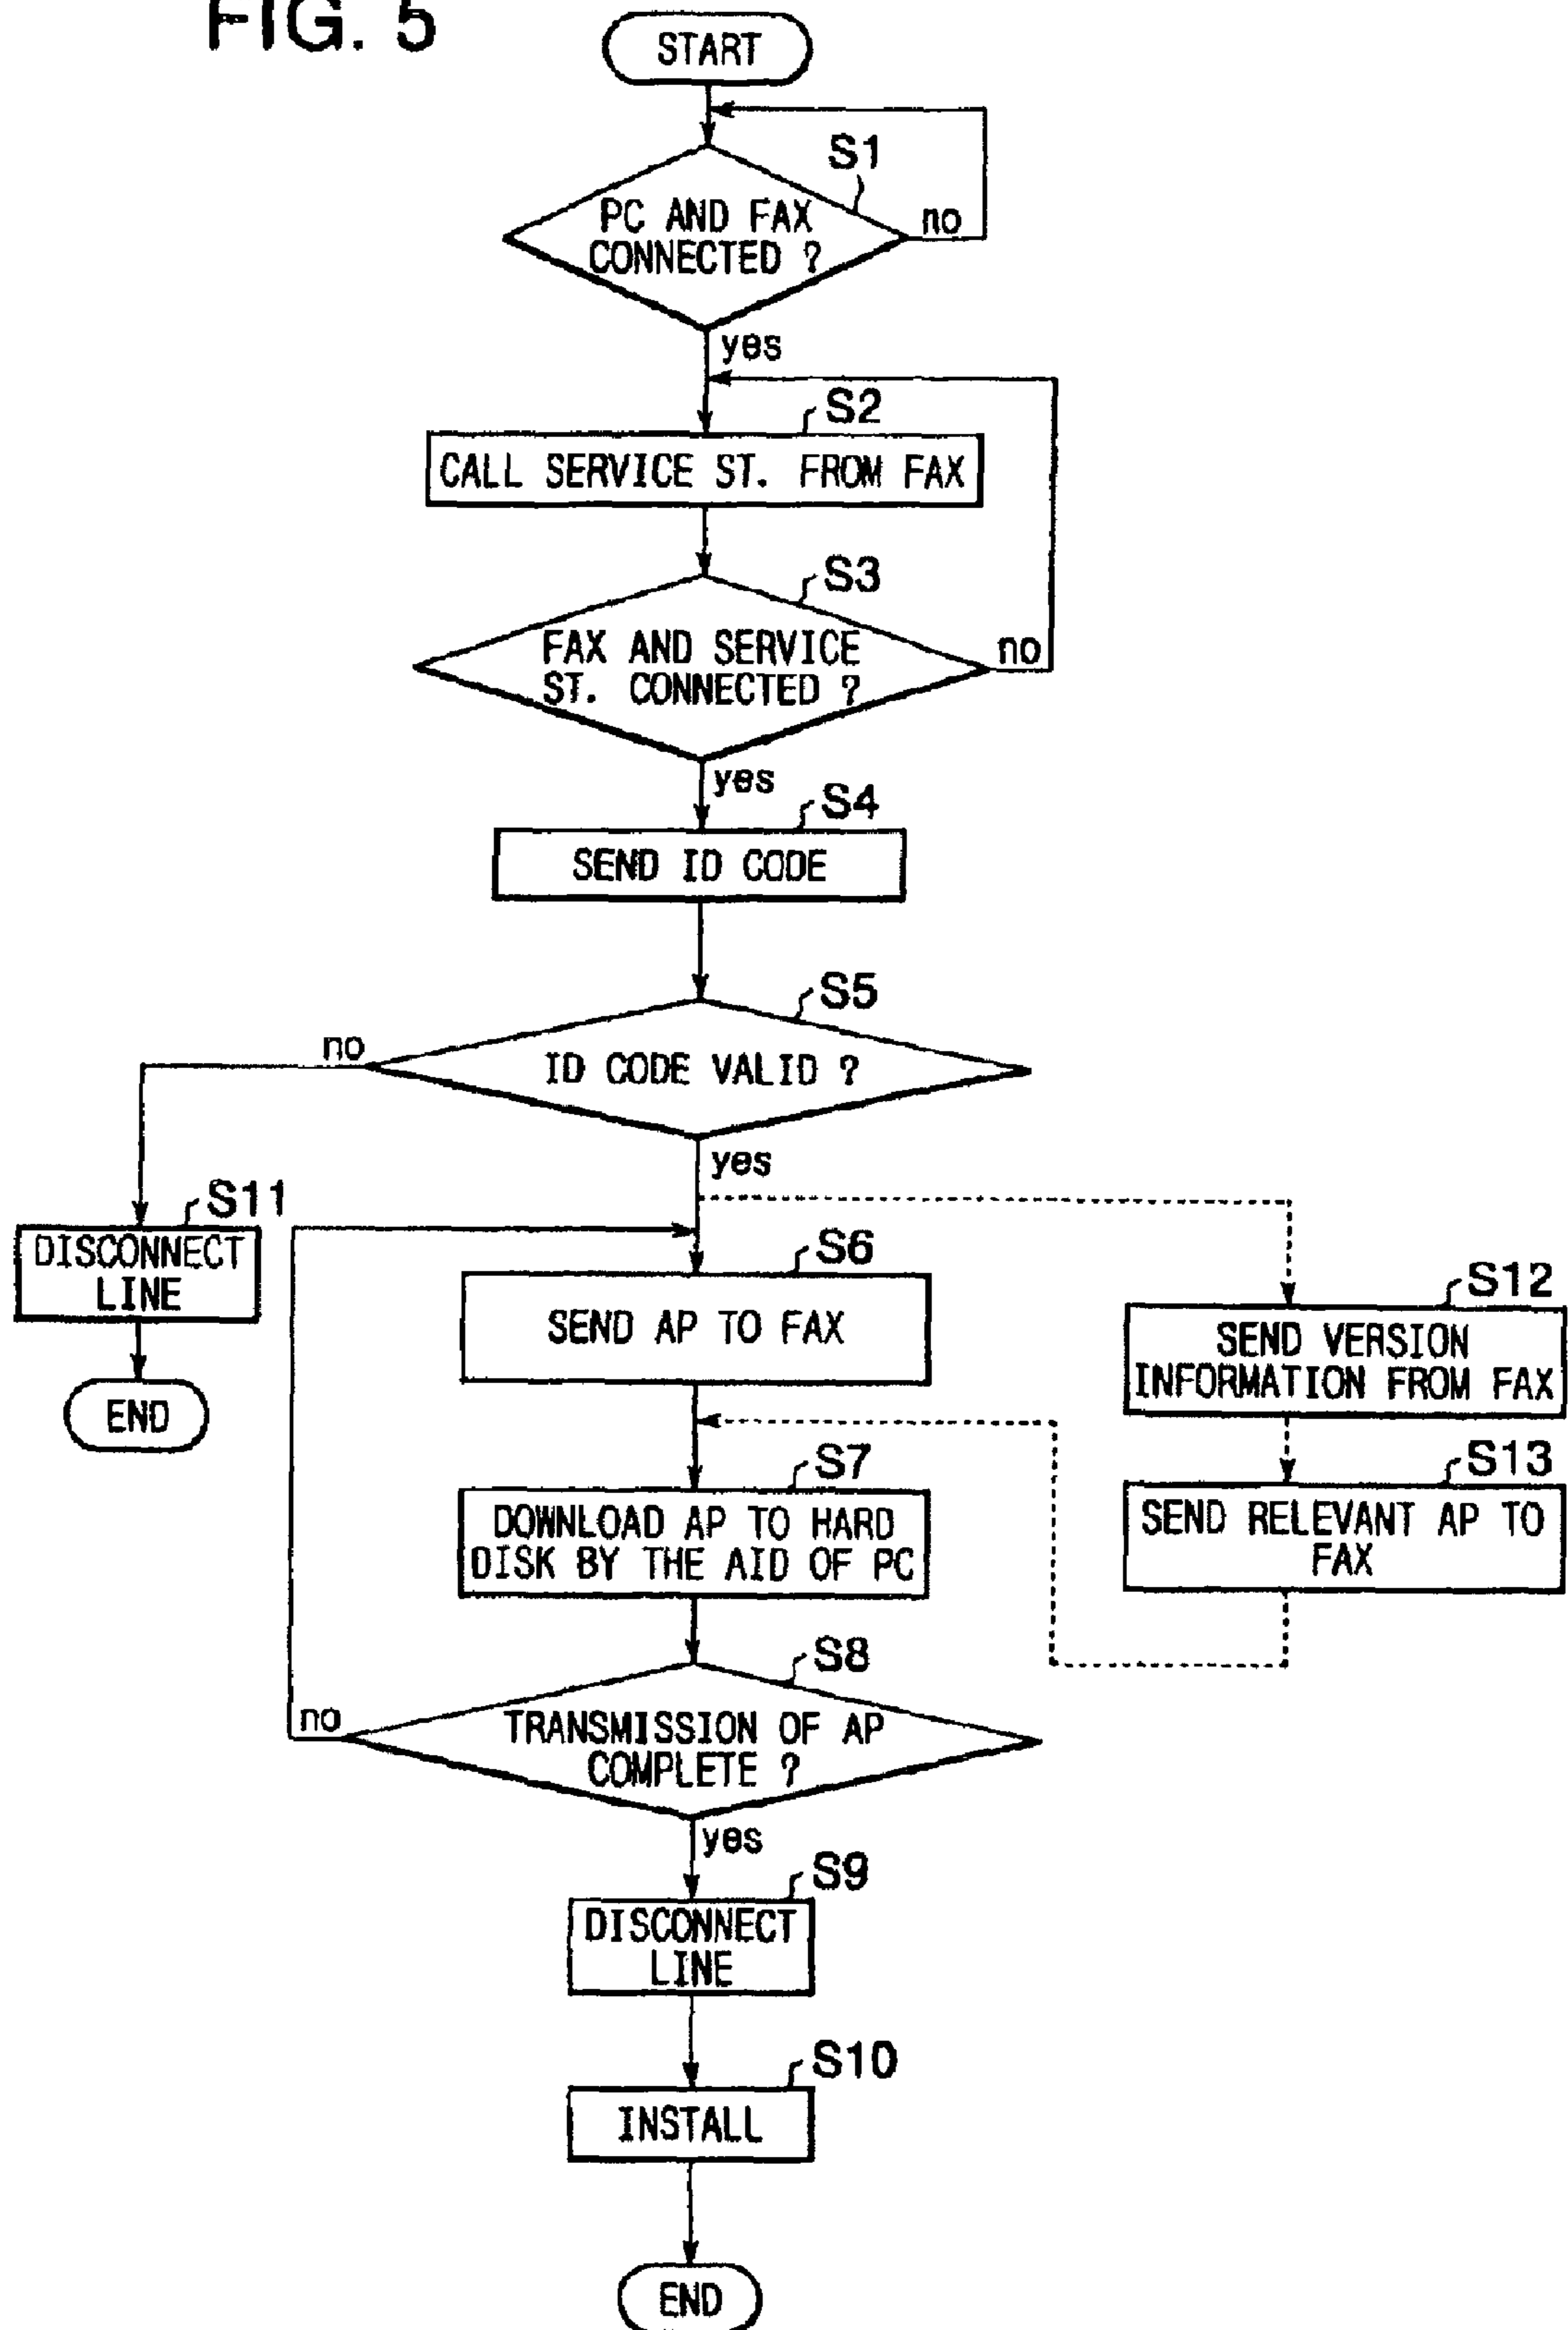 FIG. 5
START
S1
PC AND FAX
CONNECTED ?
no
yes
S2
CALL SERVICE ST. FROM FAX
S3
FAX AND SERVICE
ST. CONNECTED ?
no
yes
S4
SEND ID CODE
S5
ID CODE VALID ?
no
yes
S11
DISCONNECT
LINE
END
S6
SEND AP TO FAX
S12
SEND VERSION
INFORMATION FROM FAX
S7
DOWNLOAD AP TO HARD
DISK BY THE AID OF PC
S13
SEND RELEVANT AP TO
FAX
S8
TRANSMISSION OF AP
COMPLETE ?
no
yes
S9
DISCONNECT
LINE
S10
INSTALL
END